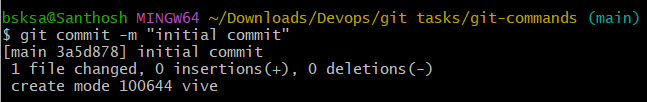 bsksa@Santhosh MINGW64 ~/Downloads/Devops/git tasks/git-commands (main)
$ git commit -m "initial commit"
[main 3a5d878] initial commit
 1 file changed, 0 insertions(+), 0 deletions(-)
 create mode 100644 vive